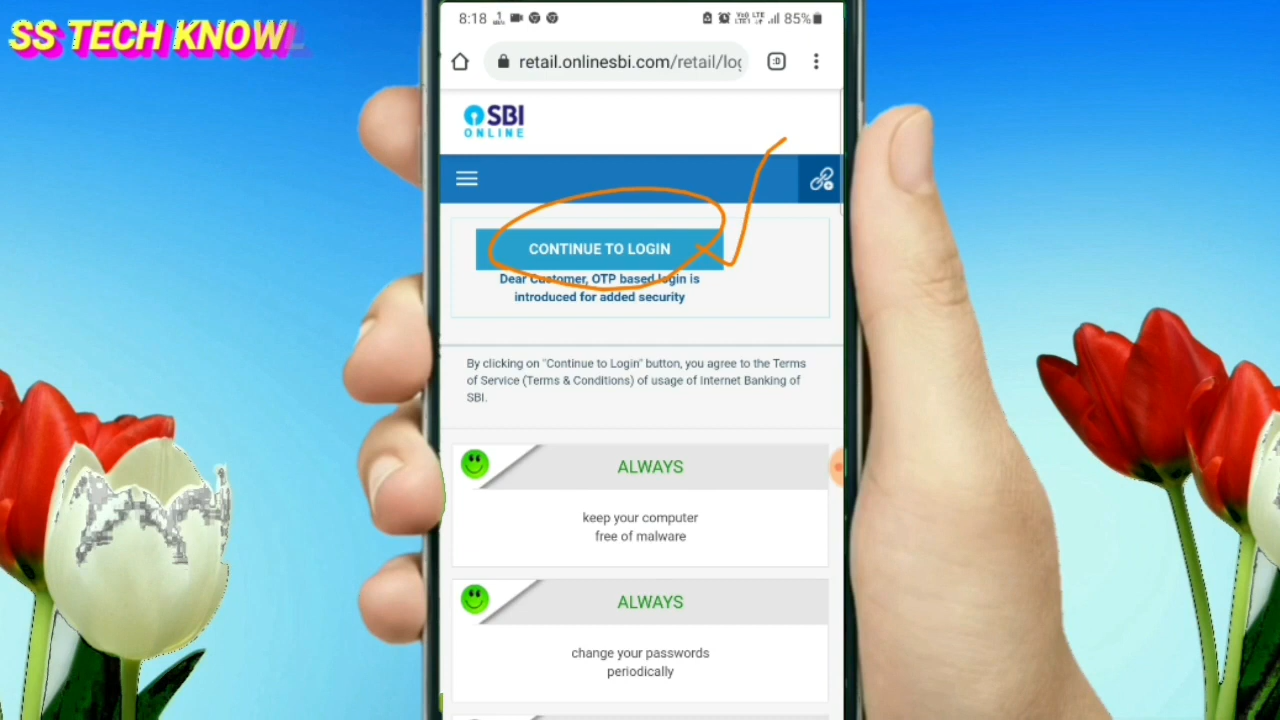 SS TECH KNOWL
8:18
85%
retail.onlinesbi.com/retail/log
:D
SBI
ONLINE
CONTINUE TO LOGIN
Dear Customer, OTP based login is
introduced for added security
By clicking on "Continue to Login" button, you agree to the Terms
of Service (Terms & Conditions) of usage of Internet Banking of
SBI.
ALWAYS
keep your computer
free of malware
ALWAYS
change your passwords
periodically